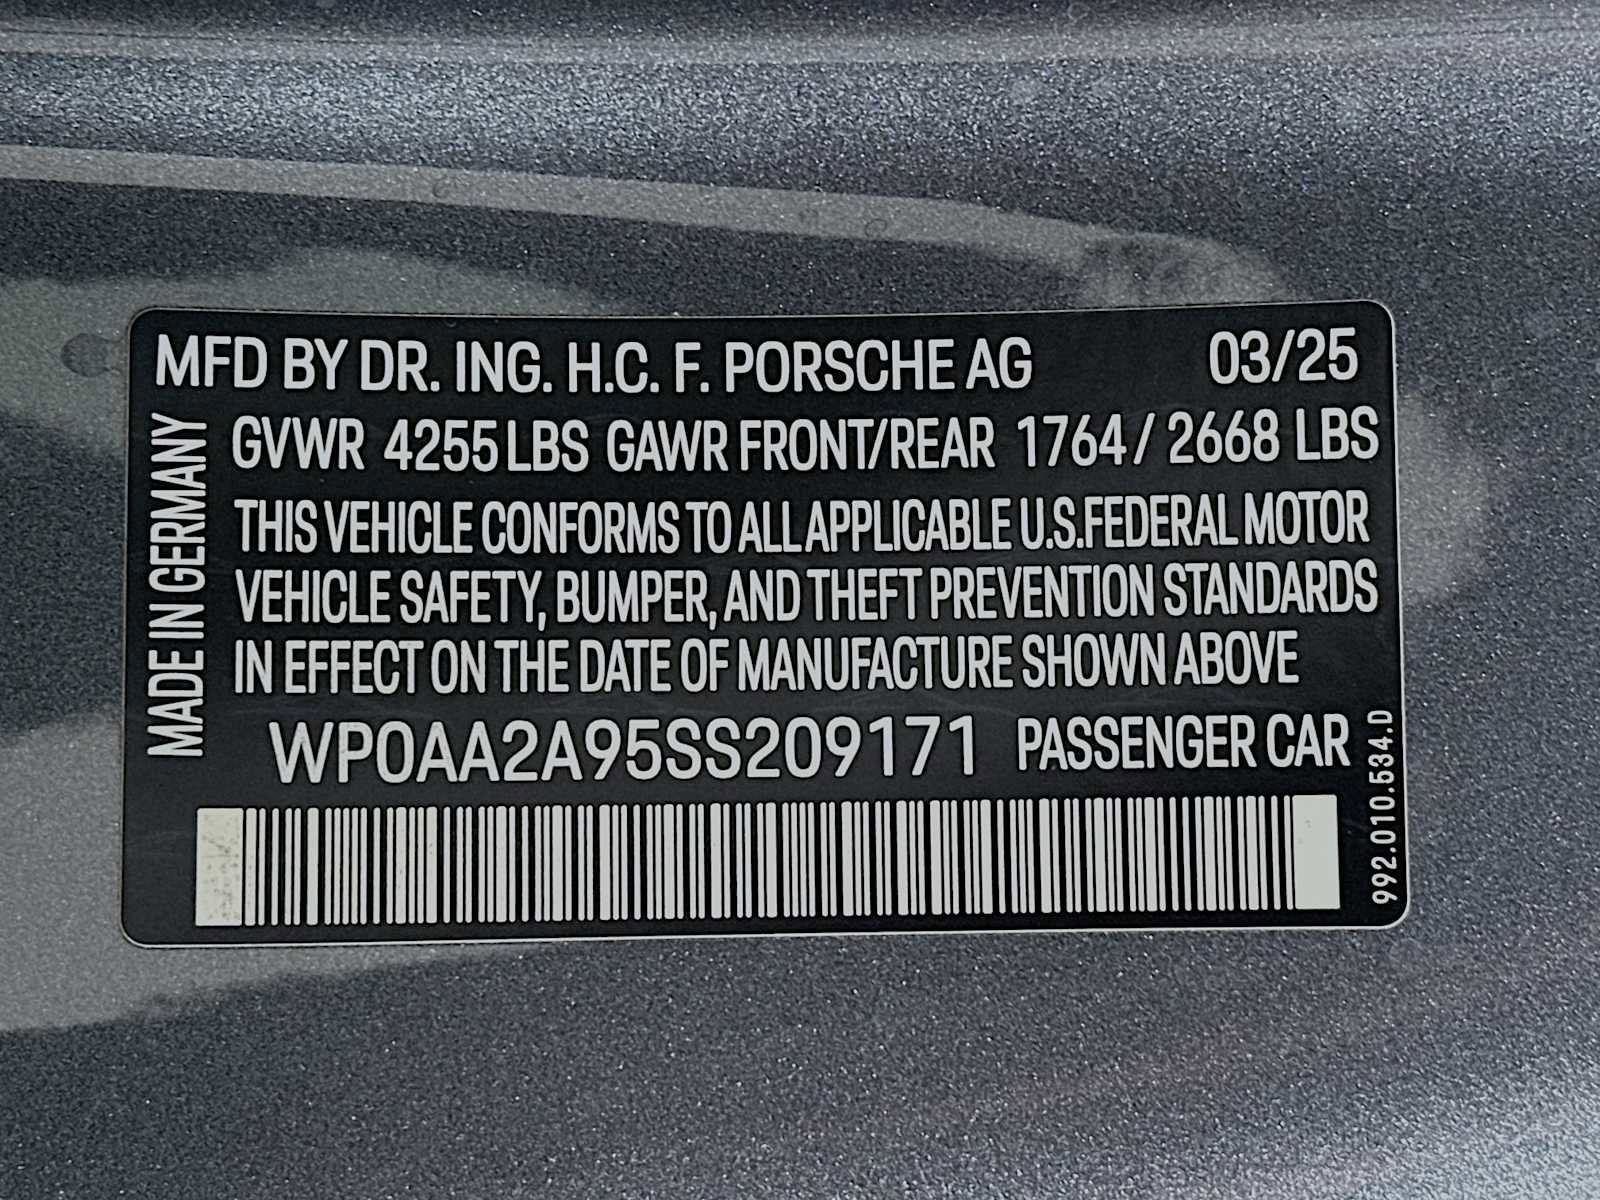 MFD BY DR. ING. H.C. F. PORSCHE AG 03/25
GVWR 4255 LBS GAWR FRONT/REAR 1764 / 2668 LBS
THIS VEHICLE CONFORMS TO ALL APPLICABLE U.S.FEDERAL MOTOR
VEHICLE SAFETY, BUMPER, AND THEFT PREVENTION STANDARDS
IN EFFECT ON THE DATE OF MANUFACTURE SHOWN ABOVE
WP0AA2A95SS209171 PASSENGER CAR
MADE IN GERMANY
992.010.534.D